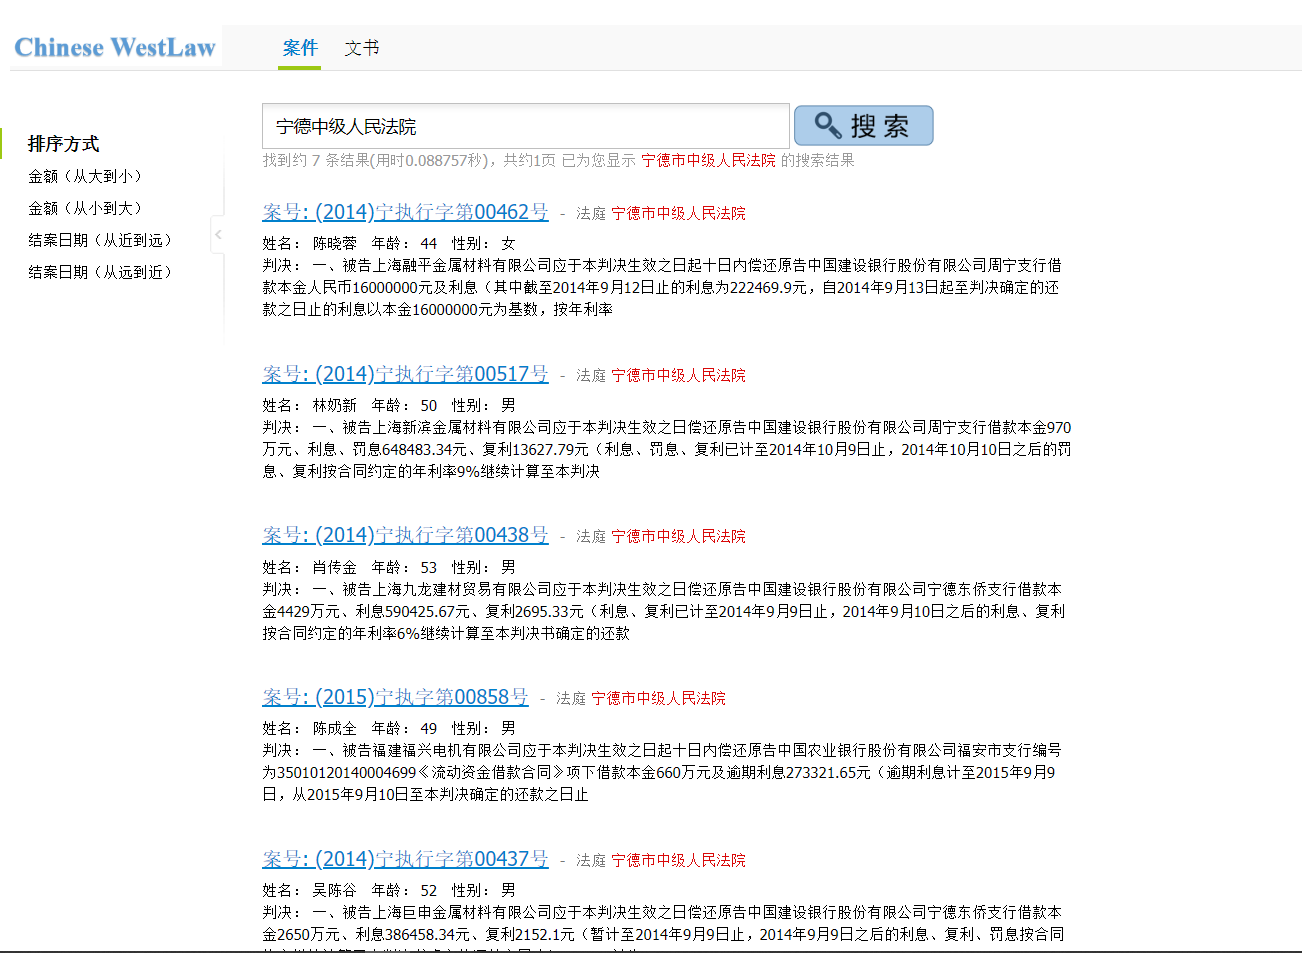 Chinese WestLaw
案件 文书
宁德中级人民法院
搜 索
找到约 7 条结果(用时0.088757秒)，共约1页 已为您显示 宁德市中级人民法院 的搜索结果
排序方式
金额（从大到小）
金额（从小到大）
结案日期（从近到远）
结案日期（从远到近）
案号: (2014)宁执行字第00462号 - 法庭 宁德市中级人民法院
姓名： 陈晓蓉 年龄： 44 性别： 女
判决： 一、被告上海融平金属材料有限公司应于本判决生效之日起十日内偿还原告中国建设银行股份有限公司周宁支行借
款本金人民币16000000元及利息（其中截至2014年9月12日止的利息为222469.9元，自2014年9月13日起至判决确定的还
款之日止的利息以本金16000000元为基数，按年利率
案号: (2014)宁执行字第00517号 - 法庭 宁德市中级人民法院
姓名： 林奶新 年龄： 50 性别： 男
判决： 一、被告上海新滨金属材料有限公司应于本判决生效之日偿还原告中国建设银行股份有限公司周宁支行借款本金970
万元、利息、罚息648483.34元、复利13627.79元（利息、罚息、复利已计至2014年10月9日止，2014年10月10日之后的罚
息、复利按合同约定的年利率9%继续计算至本判决
案号: (2014)宁执行字第00438号 - 法庭 宁德市中级人民法院
姓名： 肖传金 年龄： 53 性别： 男
判决： 一、被告上海九龙建材贸易有限公司应于本判决生效之日偿还原告中国建设银行股份有限公司宁德东侨支行借款本
金4429万元、利息590425.67元、复利2695.33元（利息、复利已计至2014年9月9日止，2014年9月10日之后的利息、复利
按合同约定的年利率6%继续计算至本判决书确定的还款
案号: (2015)宁执字第00858号 - 法庭 宁德市中级人民法院
姓名： 陈成全 年龄： 49 性别： 男
判决： 一、被告福建福兴电机有限公司应于本判决生效之日起十日内偿还原告中国农业银行股份有限公司福安市支行编号
为35010120140004699《流动资金借款合同》项下借款本金660万元及逾期利息273321.65元（逾期利息计至2015年9月9
日，从2015年9月10日至本判决确定的还款之日止
案号: (2014)宁执行字第00437号 - 法庭 宁德市中级人民法院
姓名： 吴陈谷 年龄： 52 性别： 男
判决： 一、被告上海巨申金属材料有限公司应于本判决生效之日偿还原告中国建设银行股份有限公司宁德东侨支行借款本
金2650万元、利息386458.34元、复利2152.1元（暂计至2014年9月9日止，2014年9月9日之后的利息、复利、罚息按合同